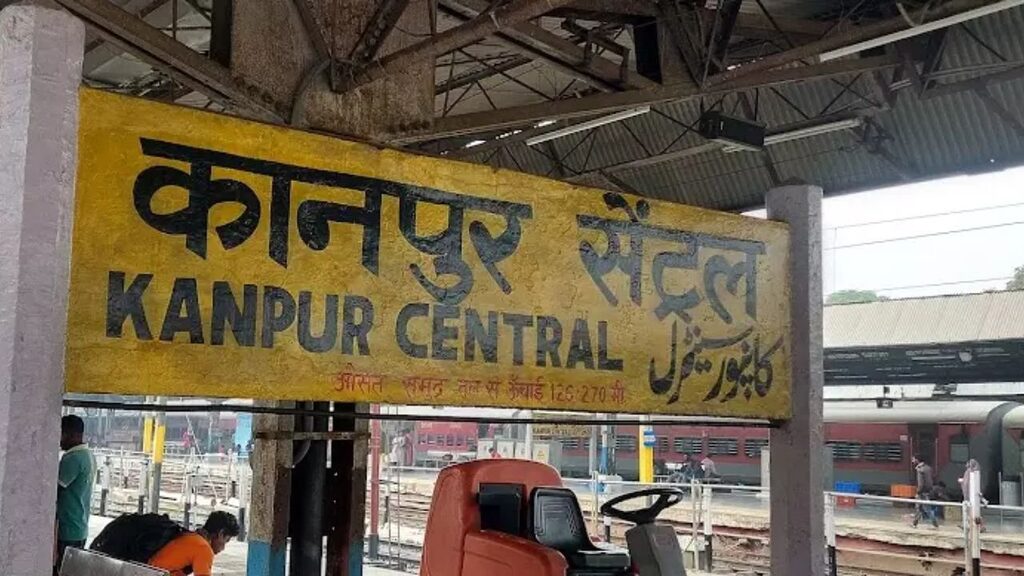 कानपुर सेंट्रल
KANPUR CENTRAL
کانپور سینٹرل
औसत समुद्र तल से ऊँचाई 126.270 मी.